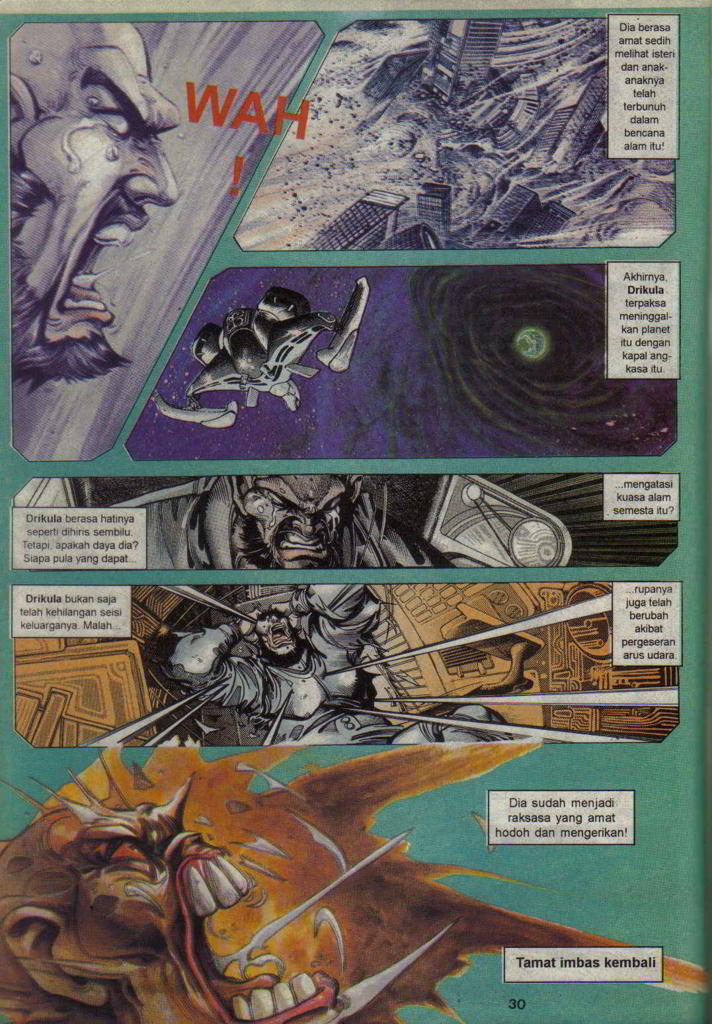 WAH
!
Dia berasa
amat sedih
melihat isteri
dan anak-
anaknya
telah
terbunuh
dalam
bencana
alam itu!
Akhirnya,
Drikula
terpaksa
meninggal-
kan planet
itu dengan
kapal ang-
kasa itu.
Drikula berasa hatinya
seperti dihiris sembilu.
Tetapi, apakah daya dia?
Siapa pula yang dapat...
...mengatasi
kuasa alam
semesta itu?
Drikula bukan saja
telah kehilangan seisi
keluarganya. Malah...
...rupanya
juga telah
berubah
akibat
pergeseran
arus udara.
Dia sudah menjadi
raksasa yang amat
hodoh dan mengerikan!
Tamat imbas kembali
30